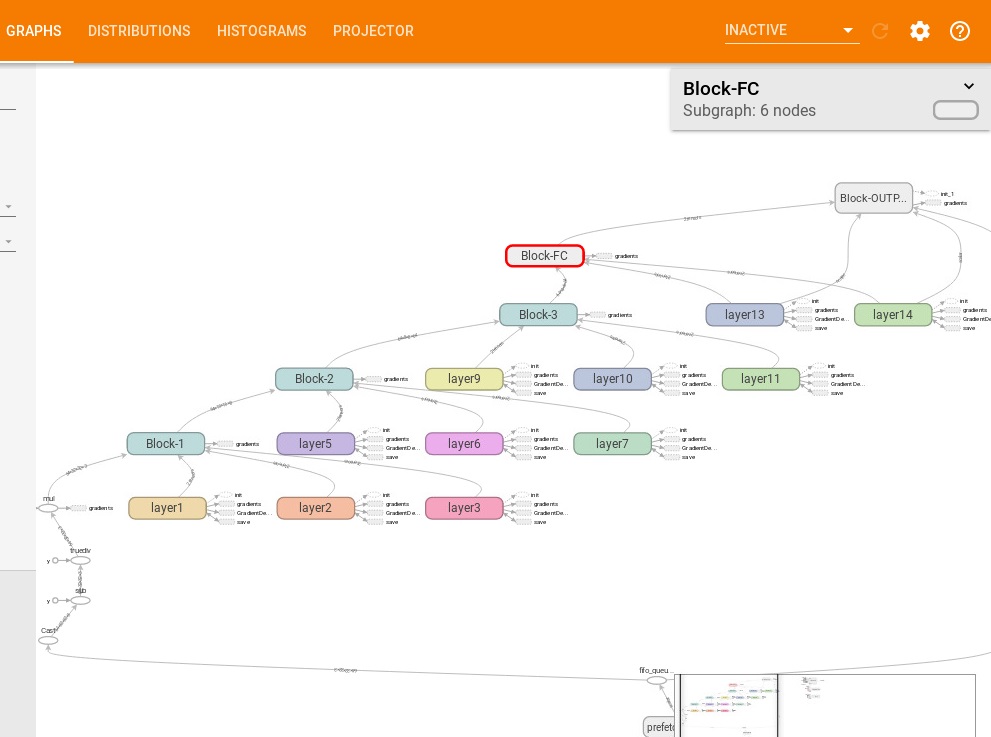 GRAPHS DISTRIBUTIONS HISTOGRAMS PROJECTOR INACTIVE
Block-FC
Subgraph: 6 nodes
Block-OUTP...
init_1
gradients
Block-FC
gradients
Block-3
gradients
layer13
init
gradients
GradientDe...
save
layer14
init
gradients
GradientDe
save
Block-2
gradients
layer9
init
gradients
GradientDe...
save
layer10
init
gradients
GradientDe...
save
layer11
init
gradients
GradientDe...
save
Block-1
gradients
layer5
init
gradients
GradientDe...
save
layer6
init
gradients
GradientDe...
save
layer7
init
gradients
GradientDe...
save
mul
gradients
layer1
init
gradients
GradientDe...
save
layer2
init
gradients
GradientDe...
save
layer3
init
gradients
GradientDe...
save
truediv
y
sub
y
Cast
fifo_queu...
prefetc